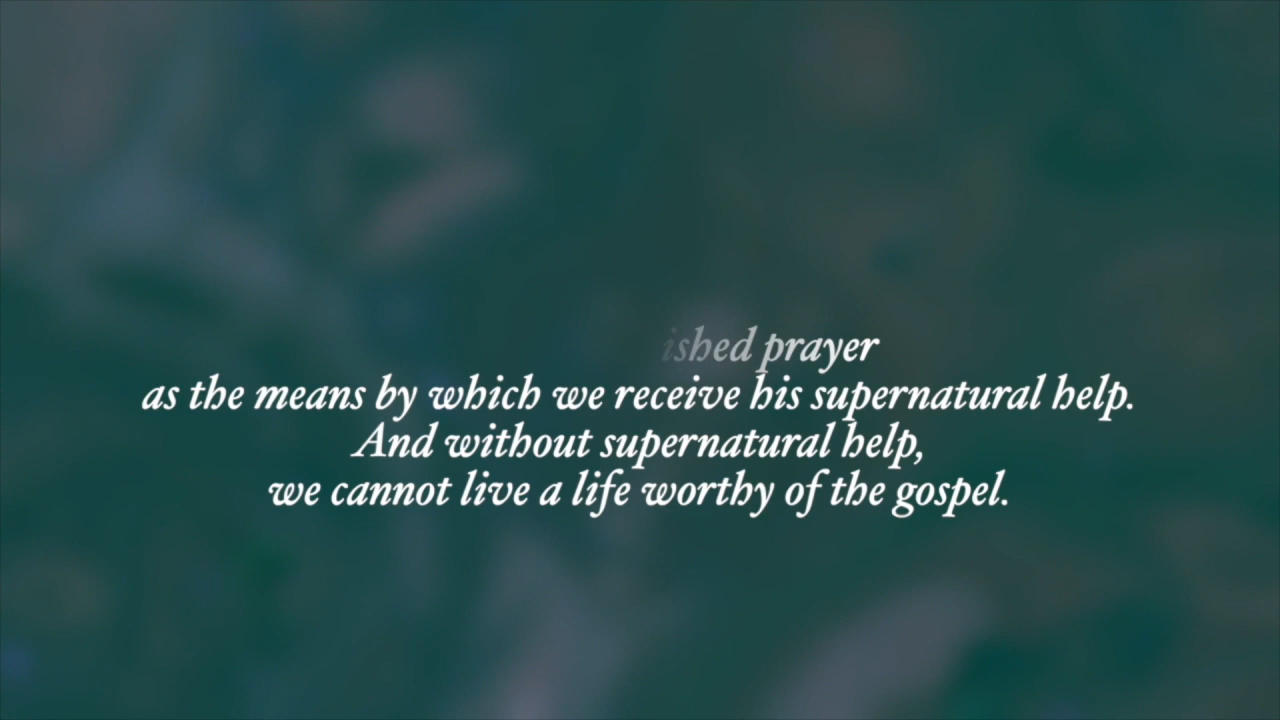 ished prayer
as the means by which we receive his supernatural help.
And without supernatural help,
we cannot live a life worthy of the gospel.